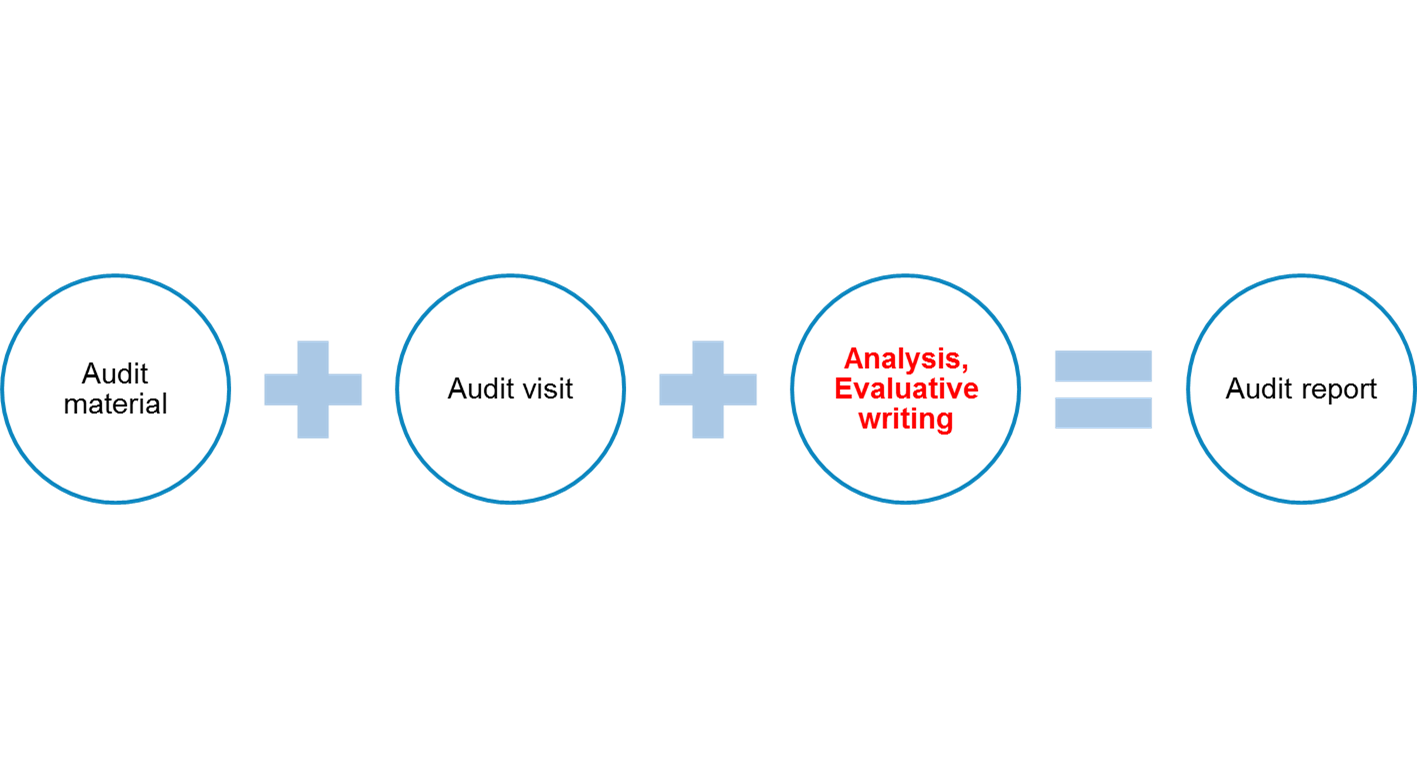 Audit
material
Audit visit
Analysis,
Evaluative
writing
Audit report